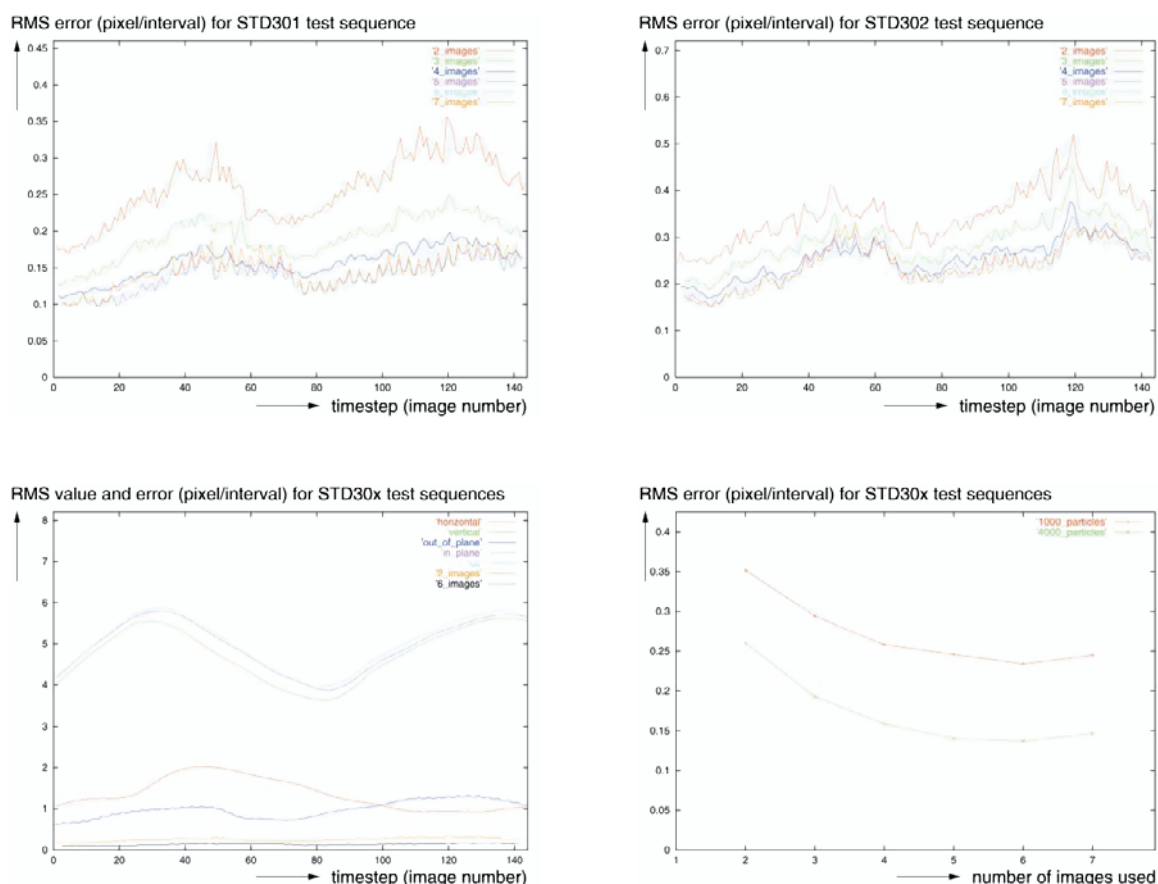 RMS error (pixel/interval) for STD301 test sequence
0.45
0.4
0.35
0.3
0.25
0.2
0.15
0.1
0.05
0
'2_images'
'3_images'
'4_images'
'5_images'
'6_images'
'7_images'
0 20 40 60 80 100 120 140
timestep (image number)
RMS error (pixel/interval) for STD302 test sequence
0.7
0.6
0.5
0.4
0.3
0.2
0.1
0
'2_images'
'3_images'
'4_images'
'5_images'
'6_images'
'7_images'
0 20 40 60 80 100 120 140
timestep (image number)
RMS value and error (pixel/interval) for STD30x test sequences
8
7
6
5
4
3
2
1
0
'horizontal'
'vertical'
'out_of_plane'
'in_plane'
'2_images'
'6_images'
0 20 40 60 80 100 120 140
timestep (image number)
RMS error (pixel/interval) for STD30x test sequences
0.4
0.35
0.3
0.25
0.2
0.15
0.1
0.05
0
'1000_particles'
'4000_particles'
1 2 3 4 5 6 7
number of images used